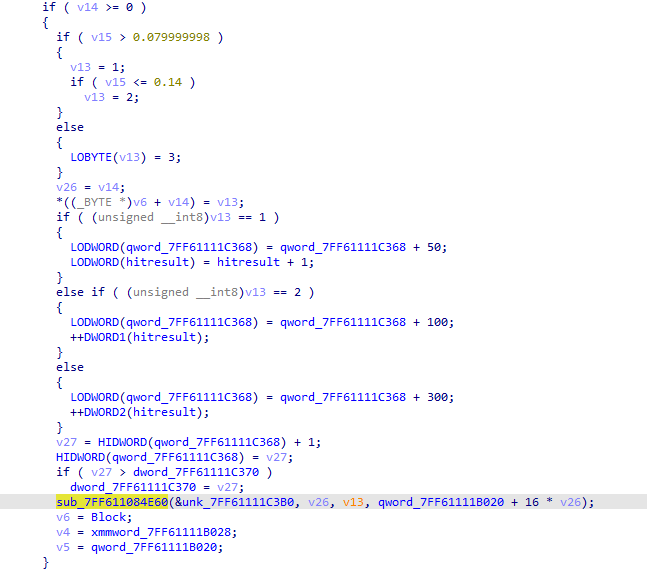 if ( v14 >= 0 )
{
if ( v15 > 0.079999998 )
{
v13 = 1;
if ( v15 <= 0.14 )
v13 = 2;
}
else
{
LOBYTE(v13) = 3;
}
v26 = v14;
*((_BYTE *)v6 + v14) = v13;
if ( (unsigned __int8)v13 == 1 )
{
LODWORD(qword_7FF61111C368) = qword_7FF61111C368 + 50;
LODWORD(hitresult) = hitresult + 1;
}
else if ( (unsigned __int8)v13 == 2 )
{
LODWORD(qword_7FF61111C368) = qword_7FF61111C368 + 100;
++DWORD1(hitresult);
}
else
{
LODWORD(qword_7FF61111C368) = qword_7FF61111C368 + 300;
++DWORD2(hitresult);
}
v27 = HIDWORD(qword_7FF61111C368) + 1;
HIDWORD(qword_7FF61111C368) = v27;
if ( v27 > dword_7FF61111C370 )
dword_7FF61111C370 = v27;
sub_7FF611084E60(&unk_7FF61111C3B0, v26, v13, qword_7FF61111B020 + 16 * v26);
v6 = Block;
v4 = xmmword_7FF61111B028;
v5 = qword_7FF61111B020;
}